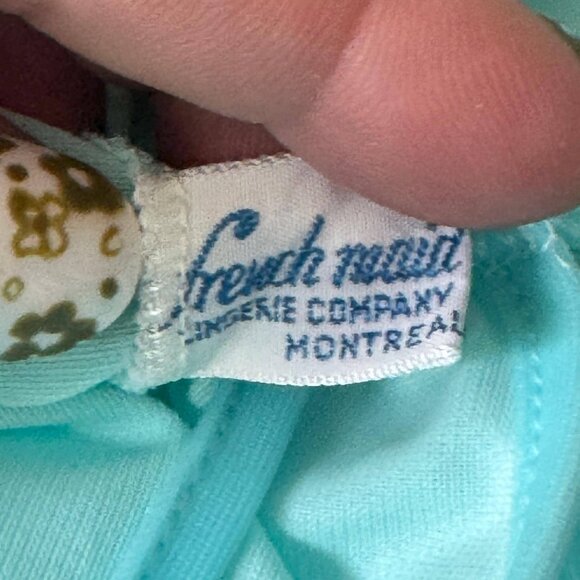 french maid
LINGERIE COMPANY
MONTREAL